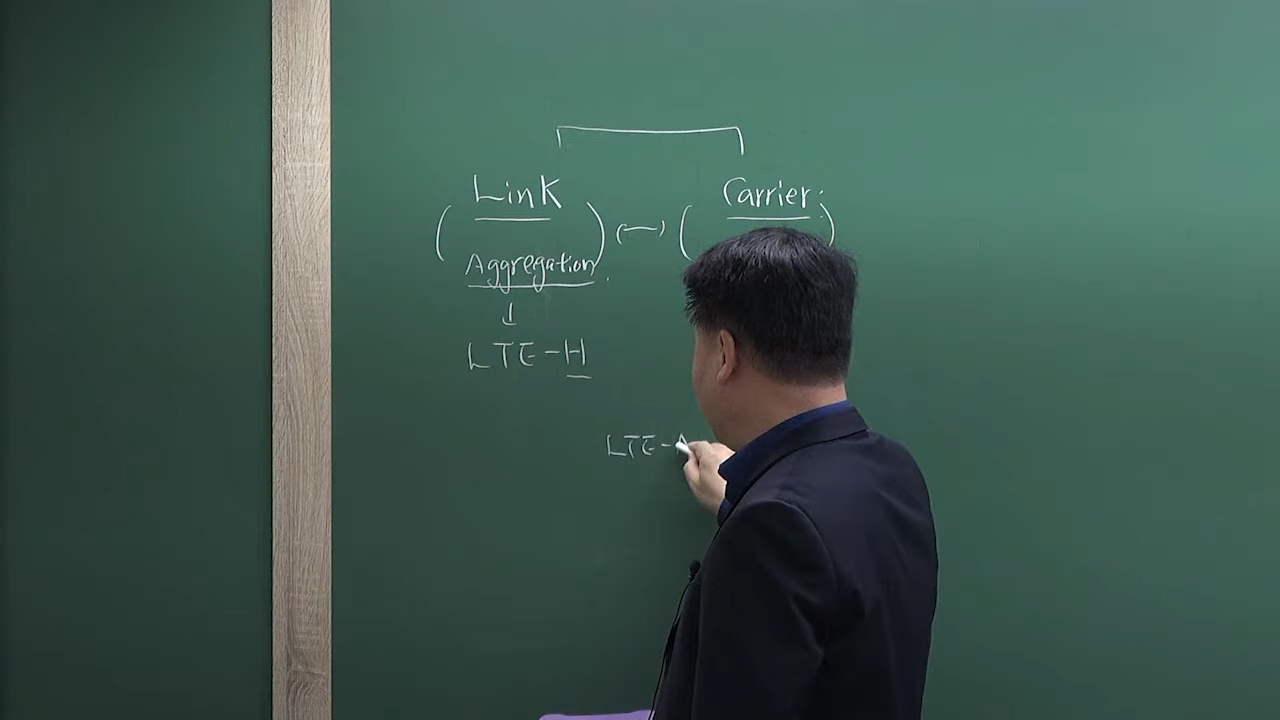 Link
Carrier:
( ) ↔ (
)
Aggregation
↓
LTE-H
LTE-A